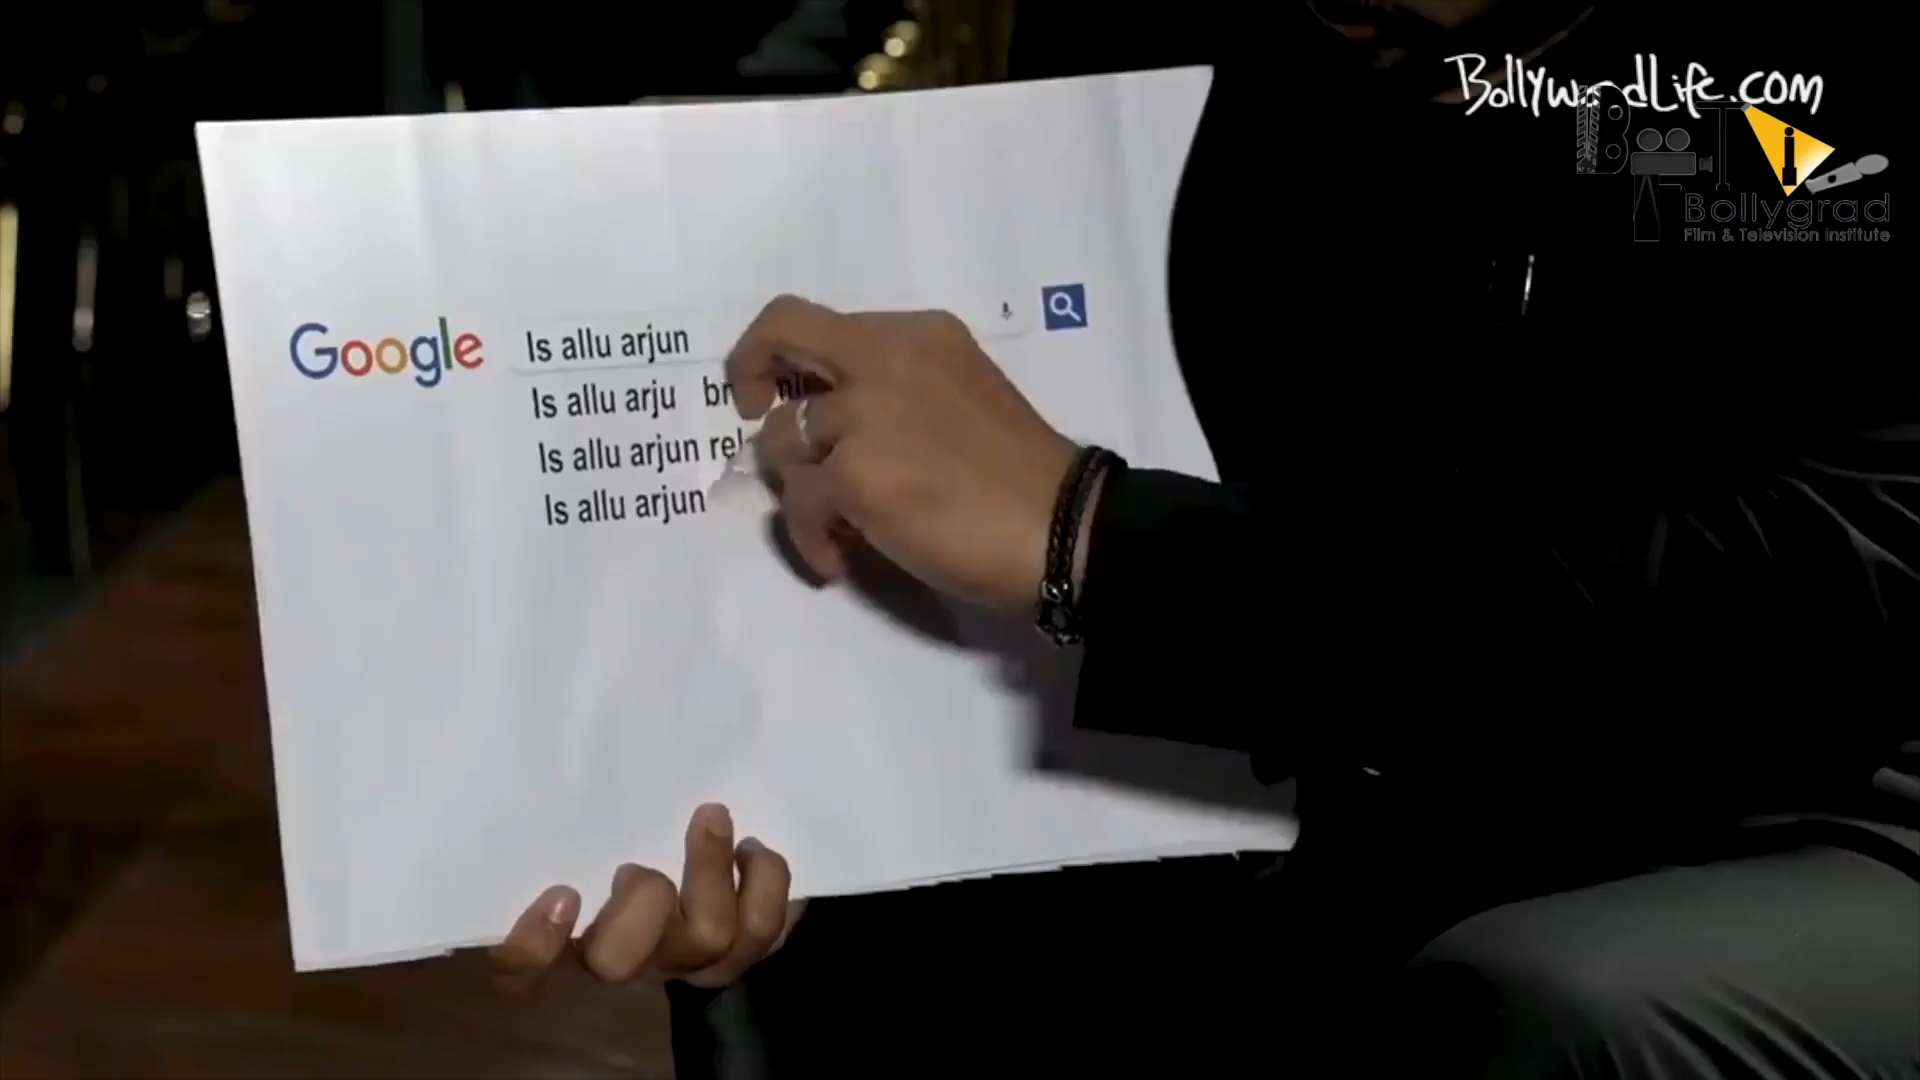 BollywoodLife.com
Bollygrad
Film & Television Institute
Google
Is allu arjun
Is allu arju
Is allu arjun
Is allu arjun